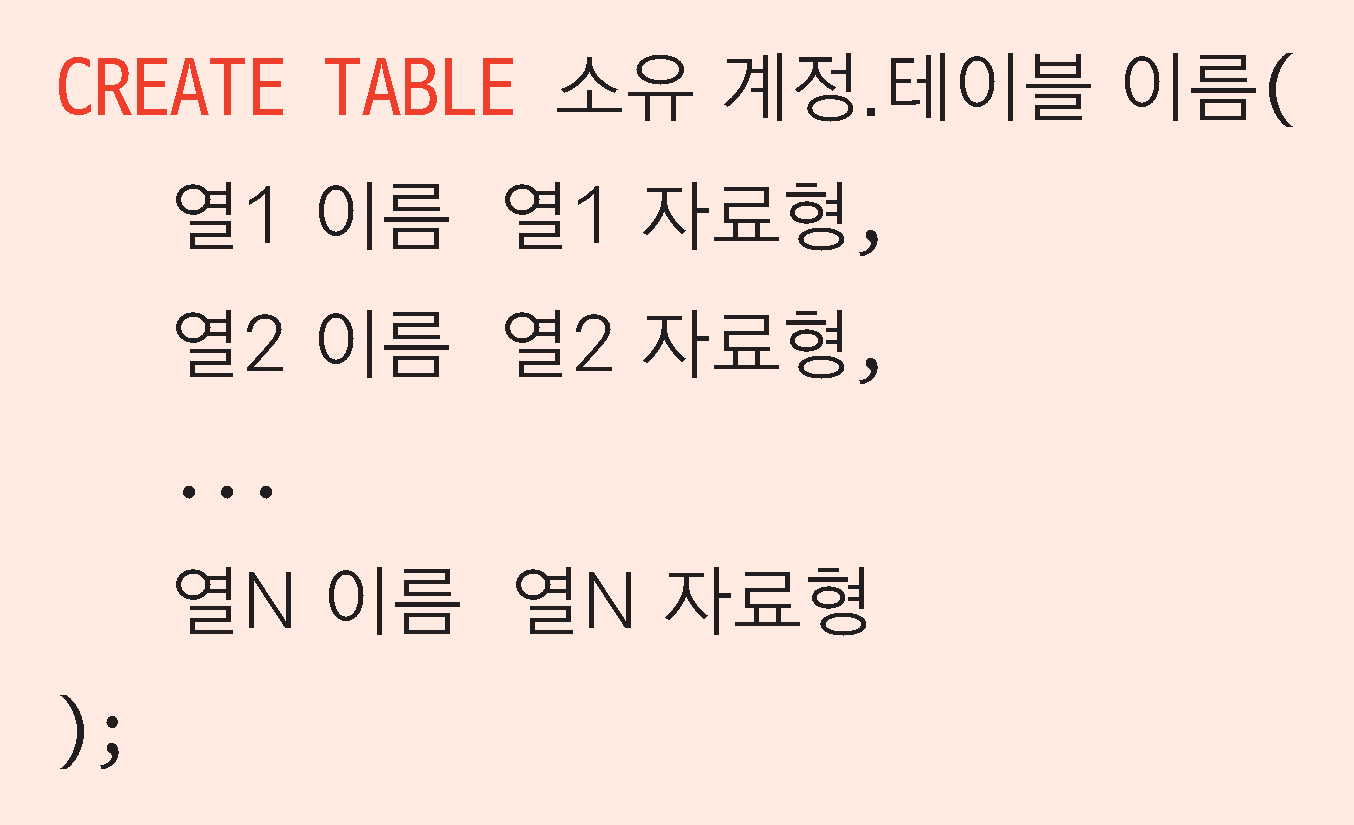 CREATE TABLE 소유 계정.테이블 이름(
열1 이름 열1 자료형,
열2 이름 열2 자료형,
...
열N 이름 열N 자료형
);